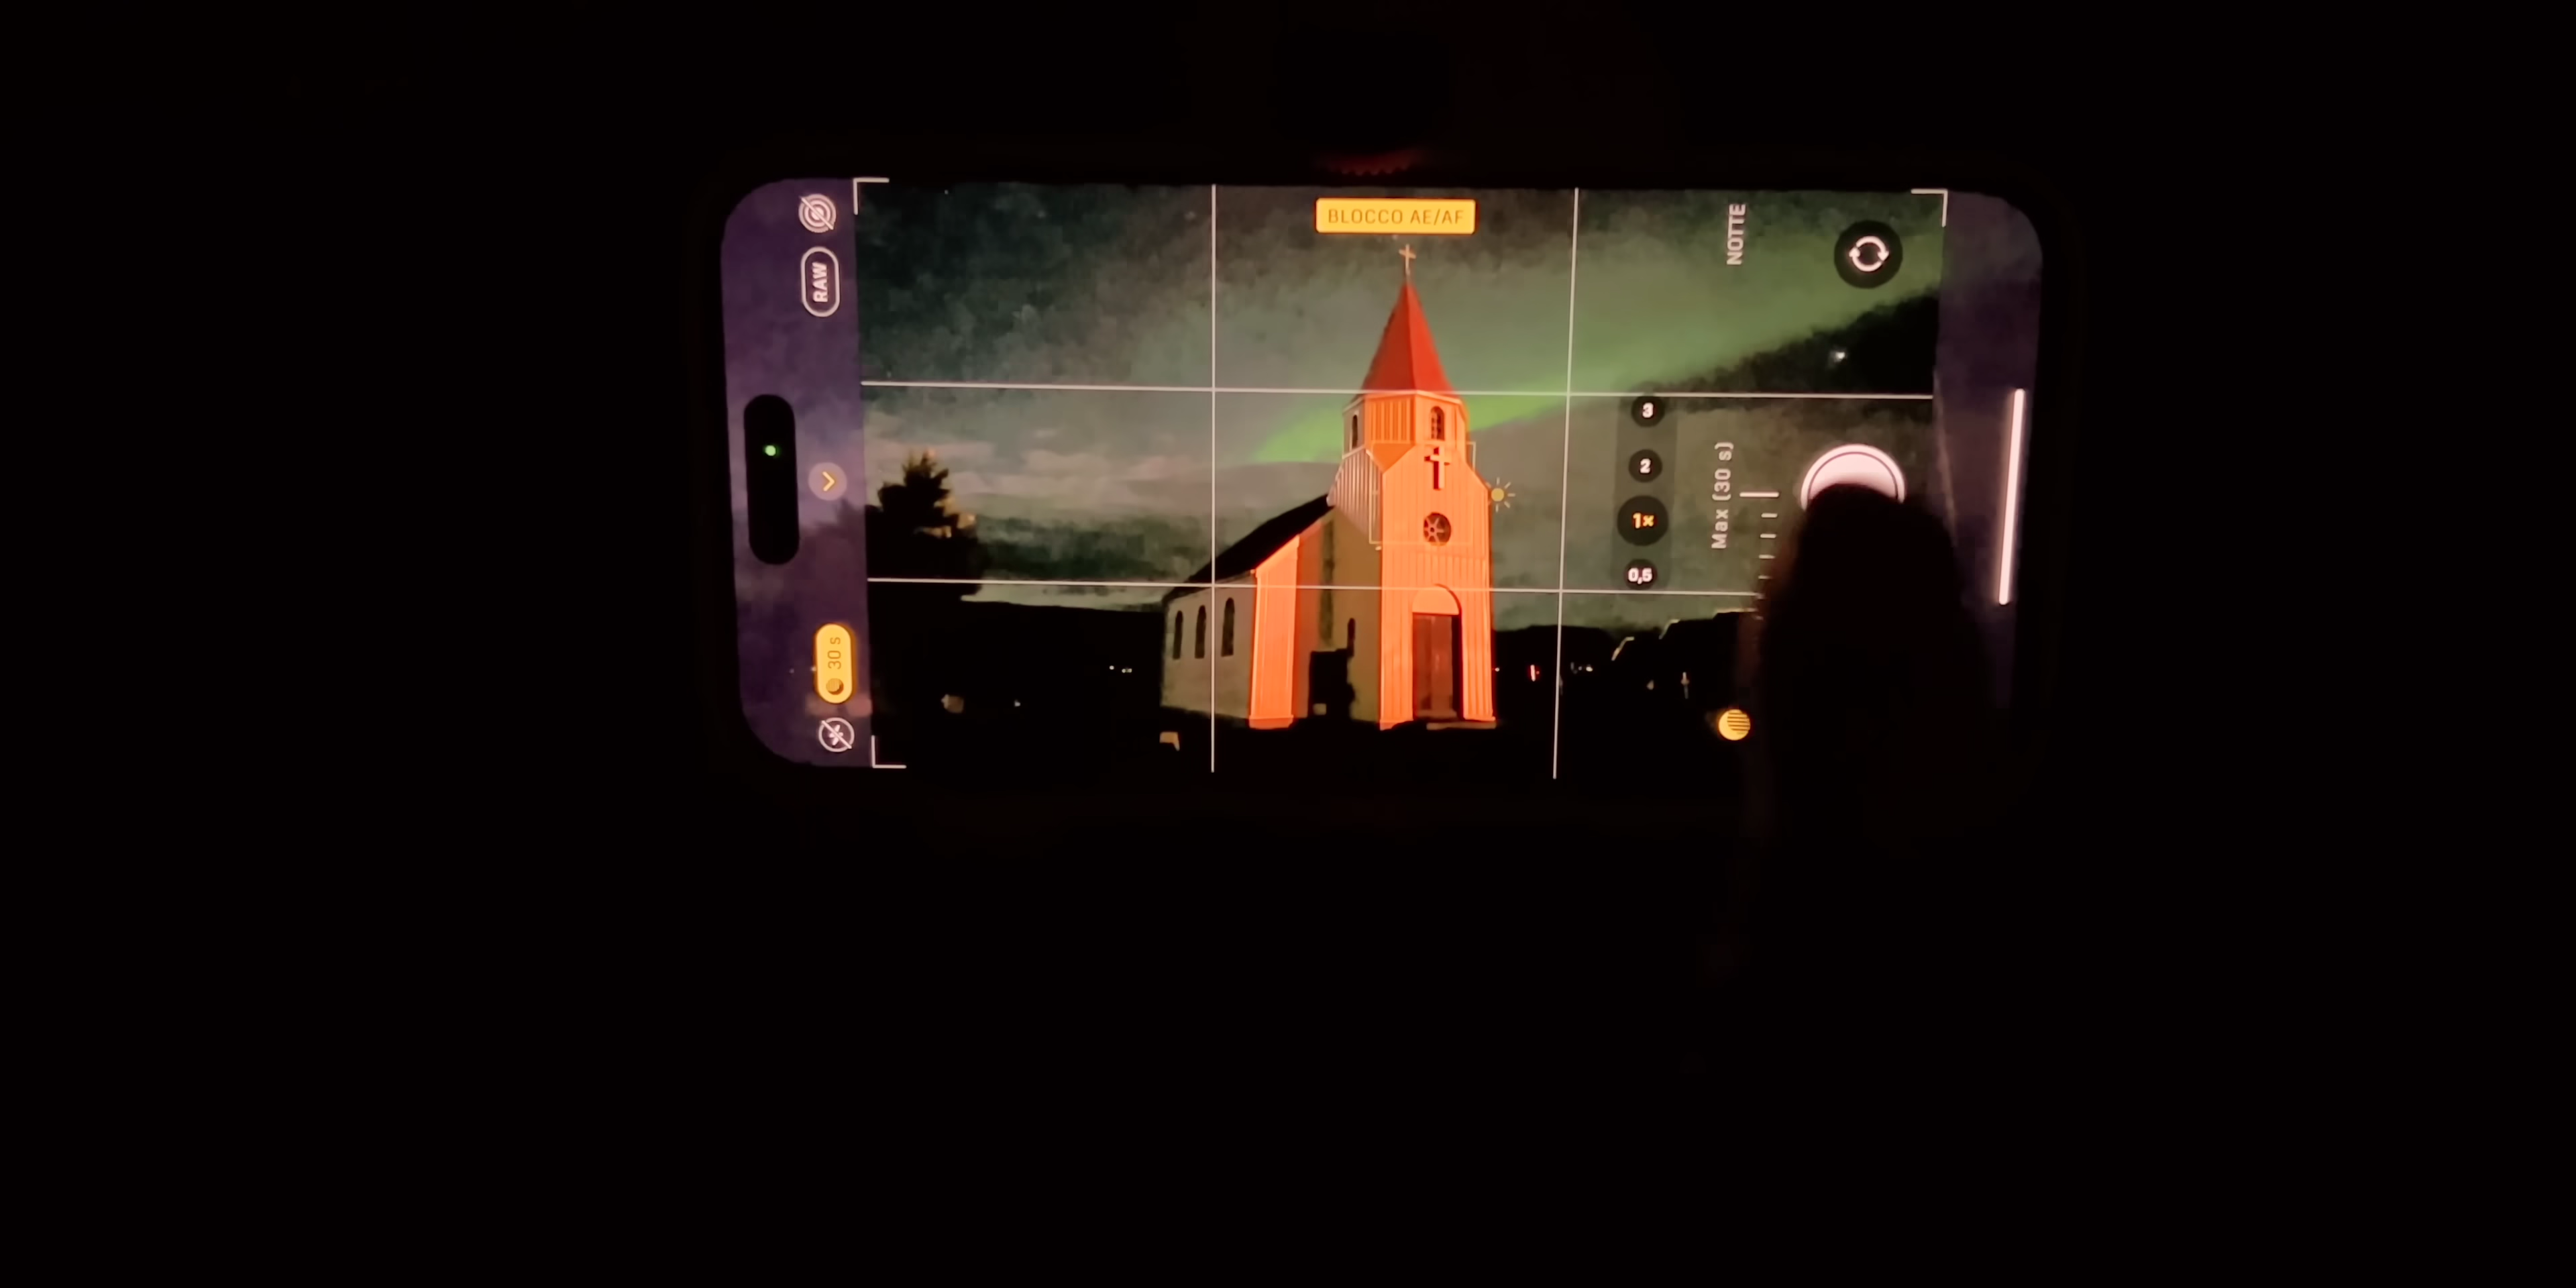 BLOCCO AE/AF
NOTTE
RAW
3
2
1×
0,5
Max (30 s)
30 s